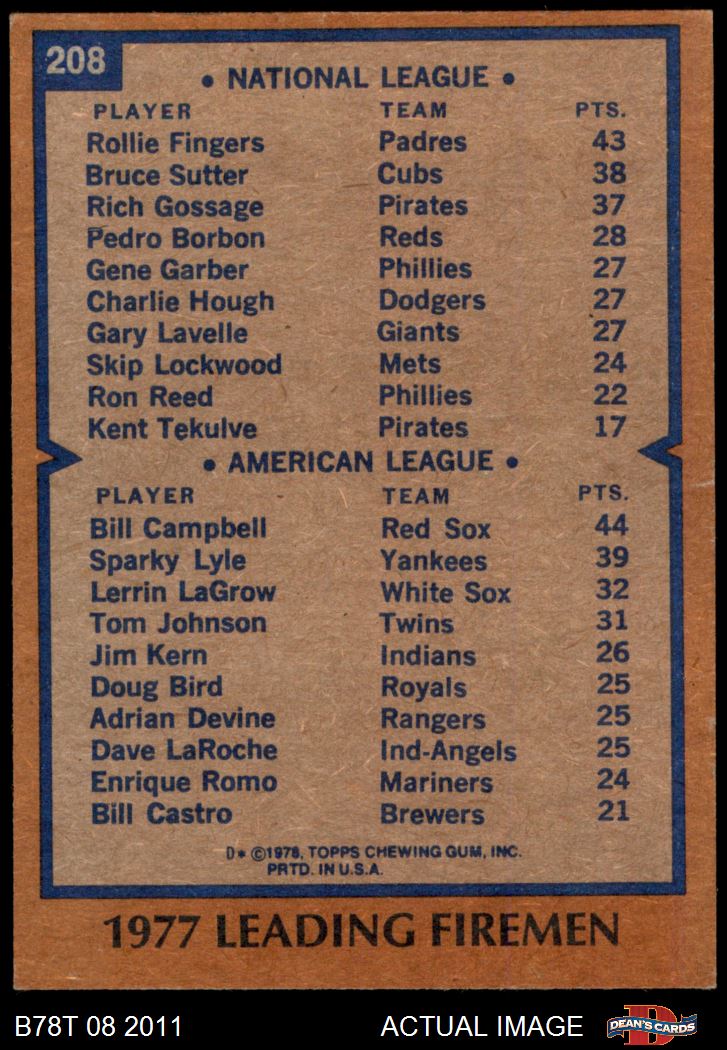 208
• NATIONAL LEAGUE •
PLAYER TEAM PTS.
Rollie Fingers Padres 43
Bruce Sutter Cubs 38
Rich Gossage Pirates 37
Pedro Borbon Reds 28
Gene Garber Phillies 27
Charlie Hough Dodgers 27
Gary Lavelle Giants 27
Skip Lockwood Mets 24
Ron Reed Phillies 22
Kent Tekulve Pirates 17
• AMERICAN LEAGUE •
PLAYER TEAM PTS.
Bill Campbell Red Sox 44
Sparky Lyle Yankees 39
Lerrin LaGrow White Sox 32
Tom Johnson Twins 31
Jim Kern Indians 26
Doug Bird Royals 25
Adrian Devine Rangers 25
Dave LaRoche Ind-Angels 25
Enrique Romo Mariners 24
Bill Castro Brewers 21
D* ©1978, TOPPS CHEWING GUM, INC.
PRTD. IN U.S.A.
1977 LEADING FIREMEN
B78T 08 2011 ACTUAL IMAGE D DEAN'S CARDS